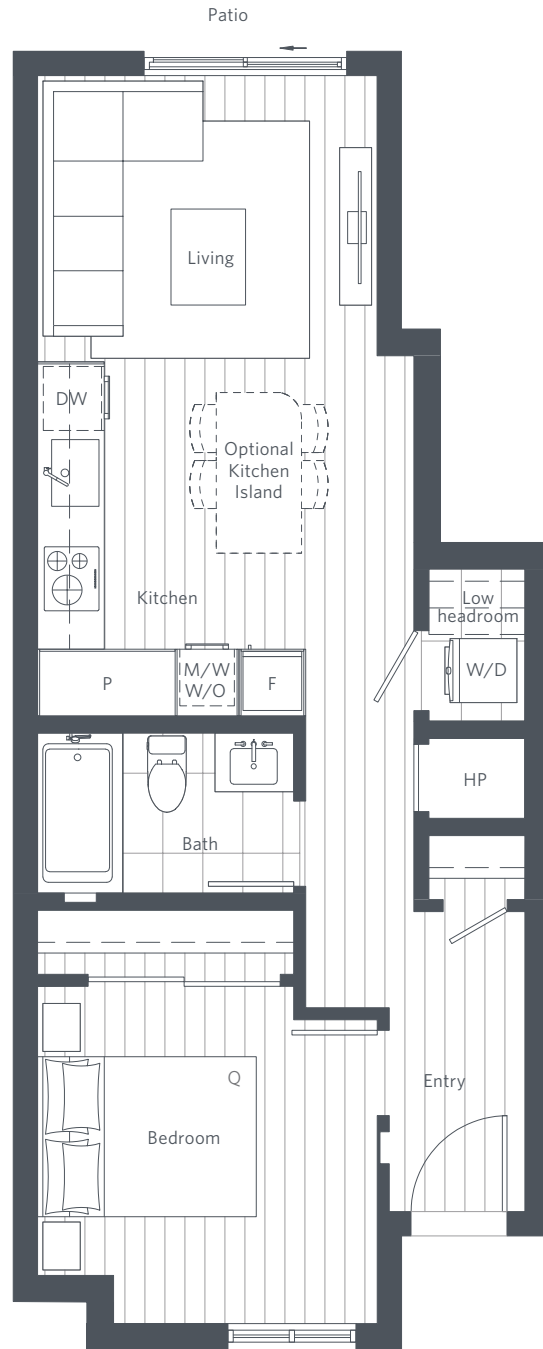 Patio
Living
DW
Optional
Kitchen
Island
Kitchen
Low
headroom
P
M/W
W/O
F
W/D
HP
Bath
Q
Entry
Bedroom